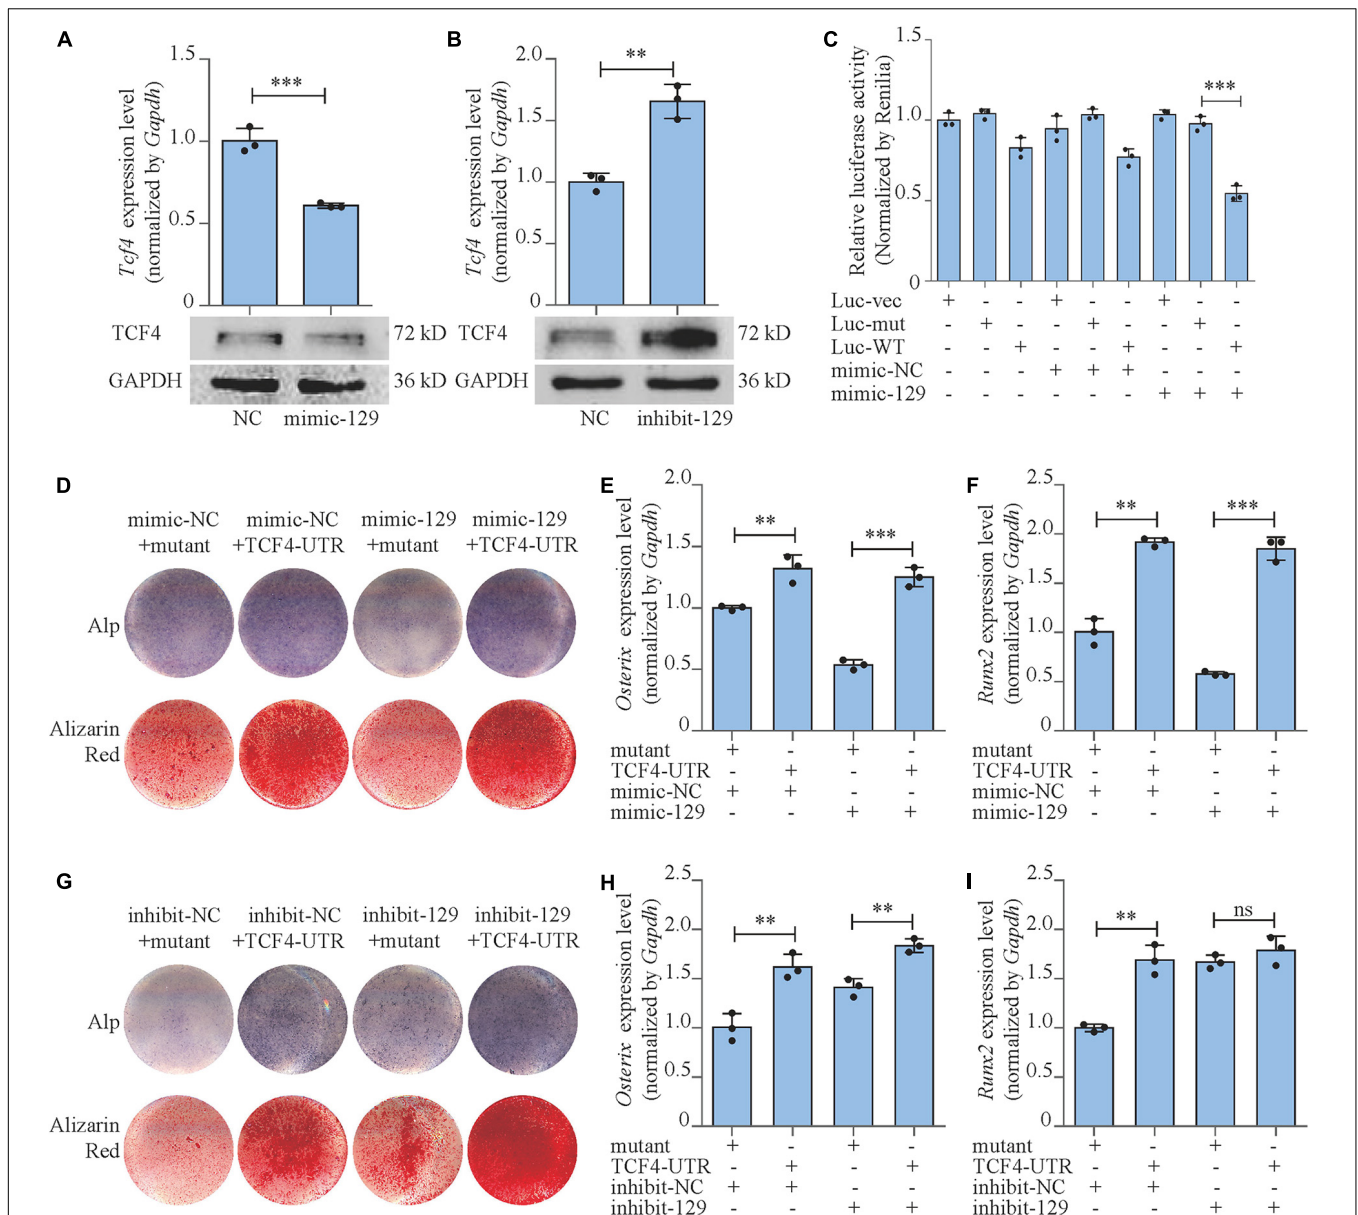 A
Tcf4 expression level
(normalized by Gapdh)
1.5
1.0
0.5
0
***
TCF4
72 kD
GAPDH
36 kD
NC mimic-129
B
Tcf4 expression level
(normalized by Gapdh)
2.0
1.5
1.0
0.5
0
**
TCF4
72 kD
GAPDH
36 kD
NC inhibit-129
C
Relative luciferase activity
(Normalized by Renilia)
1.5
1.0
0.5
0
***
Luc-vec + - - + - - + - -
Luc-mut - + - - + - - + -
Luc-WT - - + - - + - - +
mimic-NC - - - + + + - - -
mimic-129 - - - - - - + + +
D
mimic-NC mimic-NC mimic-129 mimic-129
+mutant +TCF4-UTR +mutant +TCF4-UTR
Alp
Alizarin
Red
E
Osterix expression level
(normalized by Gapdh)
2.0
1.5
1.0
0.5
0
** ***
mutant + - + -
TCF4-UTR - + - +
mimic-NC + + - -
mimic-129 - - + +
F
Runx2 expression level
(normalized by Gapdh)
2.5
2.0
1.5
1.0
0.5
0
** ***
mutant + - + -
TCF4-UTR - + - +
mimic-NC + + - -
mimic-129 - - + +
G
inhibit-NC inhibit-NC inhibit-129 inhibit-129
+mutant +TCF4-UTR +mutant +TCF4-UTR
Alp
Alizarin
Red
H
Osterix expression level
(normalized by Gapdh)
2.5
2.0
1.5
1.0
0.5
0
** **
mutant + - + -
TCF4-UTR - + - +
inhibit-NC + + - -
inhibit-129 - - + +
I
Runx2 expression level
(normalized by Gapdh)
2.5
2.0
1.5
1.0
0.5
0
** ns
mutant + - + -
TCF4-UTR - + - +
inhibit-NC + + - -
inhibit-129 - - + +